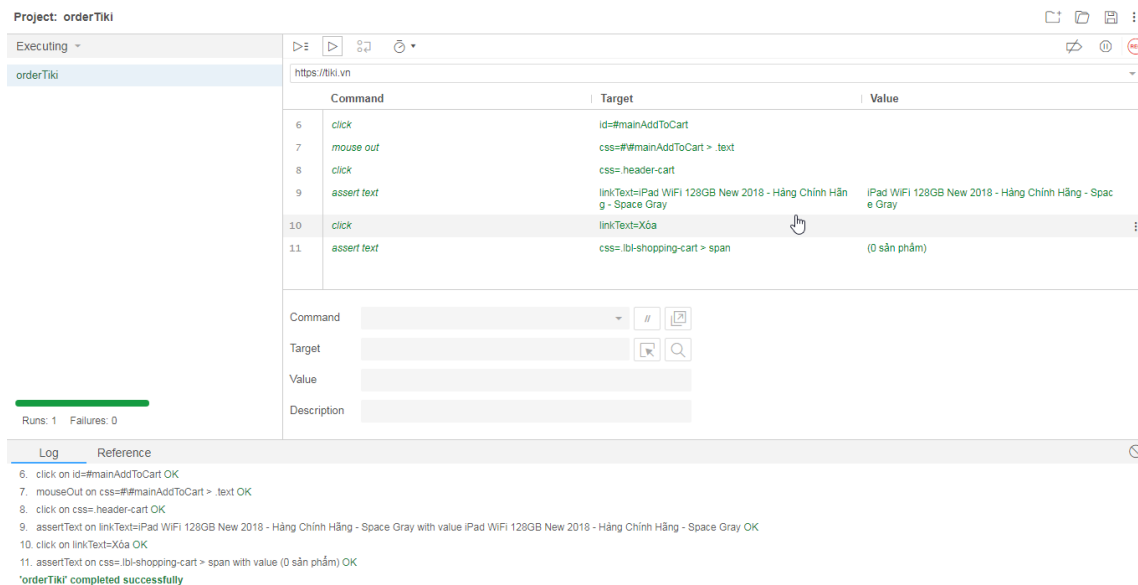 Project: orderTiki
Executing
orderTiki
https://tiki.vn
Command Target Value
6 click id=#mainAddToCart
7 mouse out css=#\#mainAddToCart > .text
8 click css=.header-cart
9 assert text linkText=iPad WiFi 128GB New 2018 - Hàng Chính Hãn iPad WiFi 128GB New 2018 - Hàng Chính Hãng - Spac
g - Space Gray e Gray
10 click linkText=Xóa
11 assert text css=.lbl-shopping-cart > span (0 sản phẩm)
Command //
Target
Value
Description
Runs: 1 Failures: 0
Log Reference
6. click on id=#mainAddToCart OK
7. mouseOut on css=#\#mainAddToCart > .text OK
8. click on css=.header-cart OK
9. assertText on linkText=iPad WiFi 128GB New 2018 - Hàng Chính Hãng - Space Gray with value iPad WiFi 128GB New 2018 - Hàng Chính Hãng - Space Gray OK
10. click on linkText=Xóa OK
11. assertText on css=.lbl-shopping-cart > span with value (0 sản phẩm) OK
'orderTiki' completed successfully